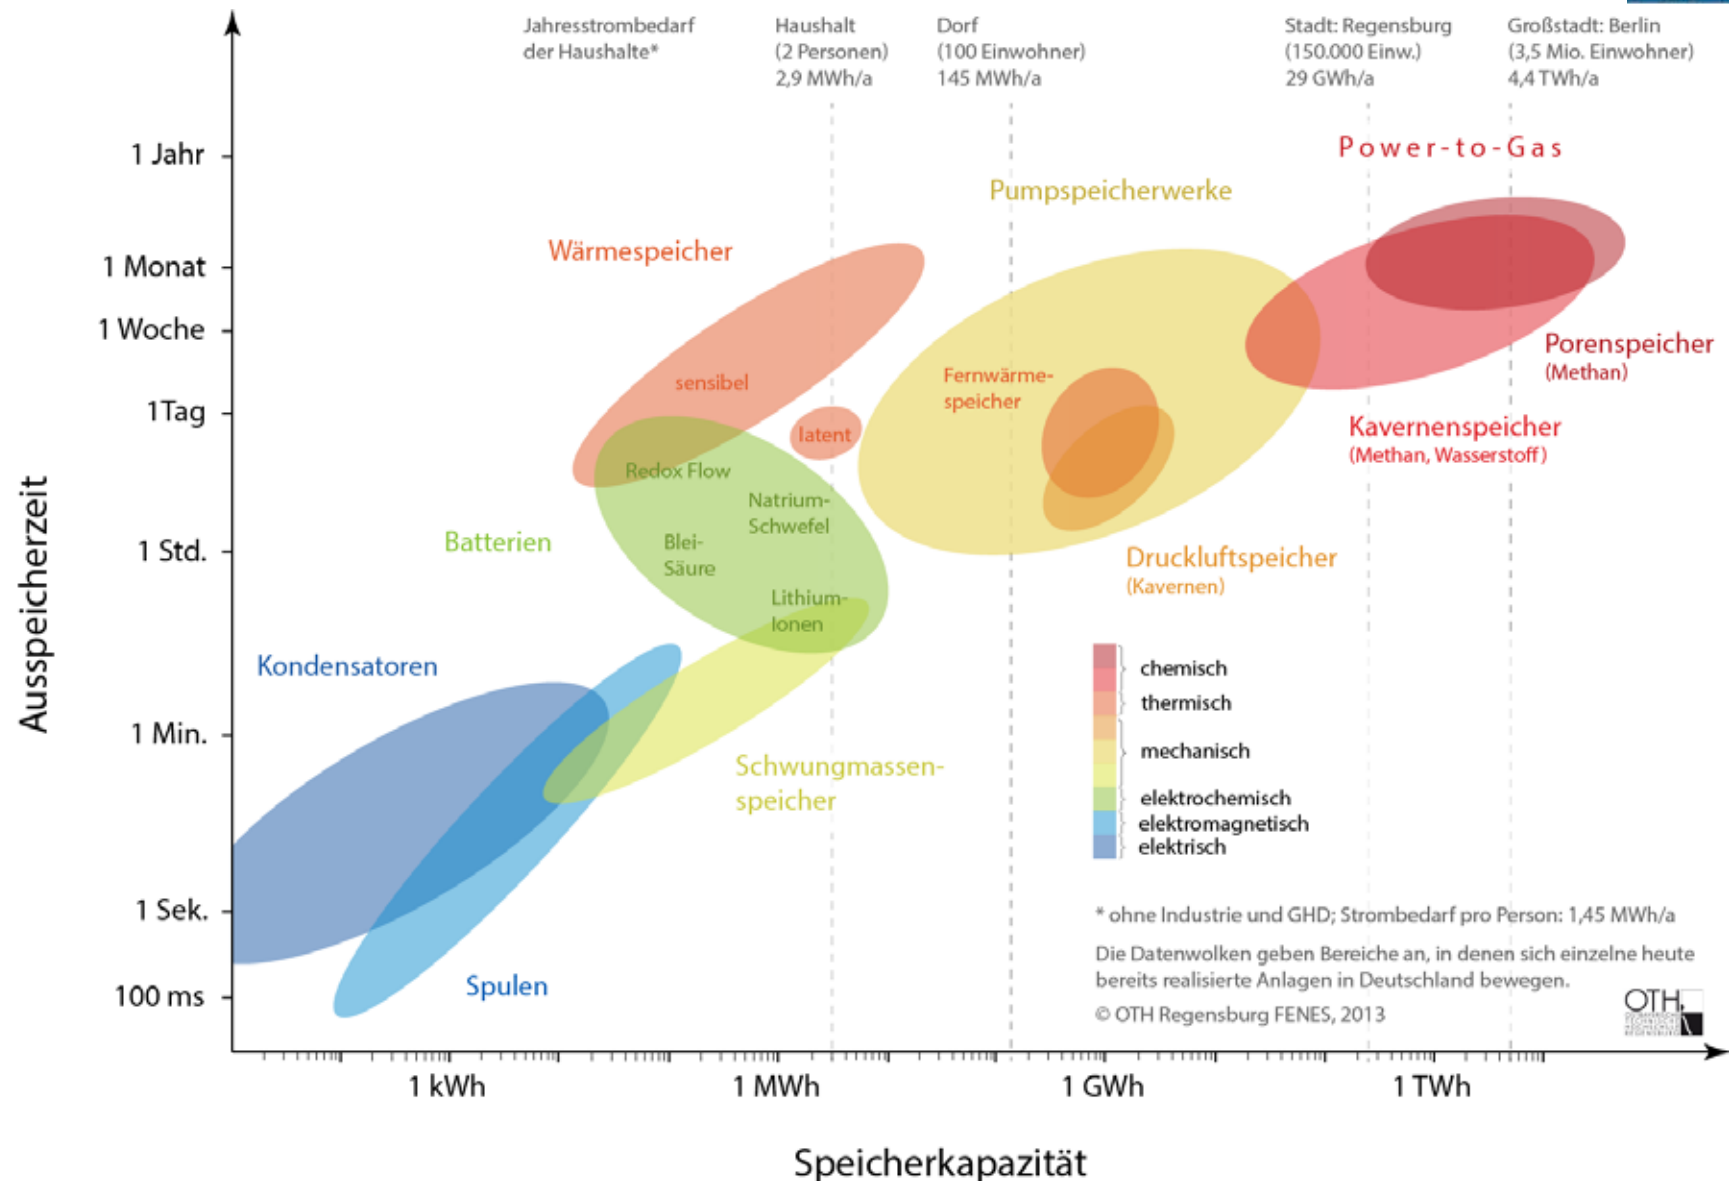 Jahresstrombedarf
der Haushalte*
Haushalt
(2 Personen)
2,9 MWh/a
Dorf
(100 Einwohner)
145 MWh/a
Stadt: Regensburg
(150.000 Einw.)
29 GWh/a
Großstadt: Berlin
(3,5 Mio. Einwohner)
4,4 TWh/a
1 Jahr
1 Monat
1 Woche
1Tag
1 Std.
1 Min.
1 Sek.
100 ms
Ausspeicherzeit
Power-to-Gas
Pumpspeicherwerke
Wärmespeicher
sensibel
latent
Fernwärme-
speicher
Porenspeicher
(Methan)
Kavernenspeicher
(Methan, Wasserstoff)
Redox Flow
Natrium-
Schwefel
Batterien
Blei-
Säure
Lithium-
Ionen
Druckluftspeicher
(Kavernen)
Kondensatoren
Schwungmassen-
speicher
Spulen
chemisch
thermisch
mechanisch
elektrochemisch
elektromagnetisch
elektrisch
* ohne Industrie und GHD; Strombedarf pro Person: 1,45 MWh/a
Die Datenwolken geben Bereiche an, in denen sich einzelne heute
bereits realisierte Anlagen in Deutschland bewegen.
© OTH Regensburg FENES, 2013
OTH
1 kWh
1 MWh
1 GWh
1 TWh
Speicherkapazität